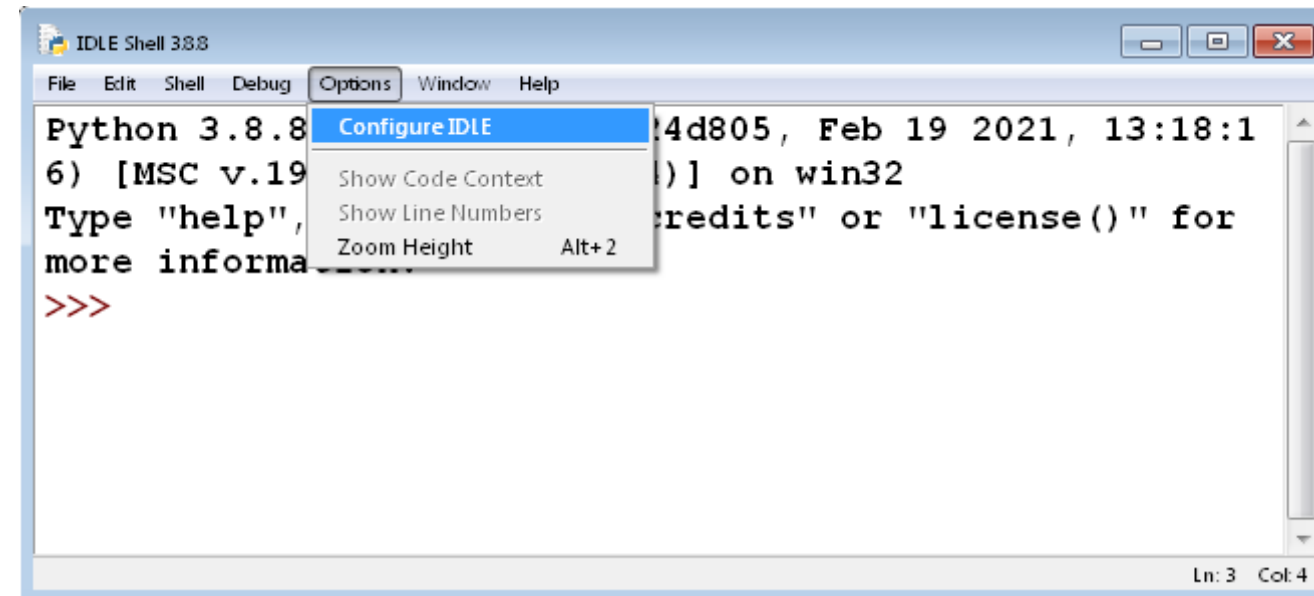 IDLE Shell 3.8.8
File Edit Shell Debug Options Window Help
Configure IDLE
Show Code Context
Show Line Numbers
Zoom Height Alt+2
Python 3.8.8 4d805, Feb 19 2021, 13:18:1
6) [MSC v.19 )] on win32
Type "help", credits" or "license()" for
more informa
>>>
Ln: 3 Col: 4